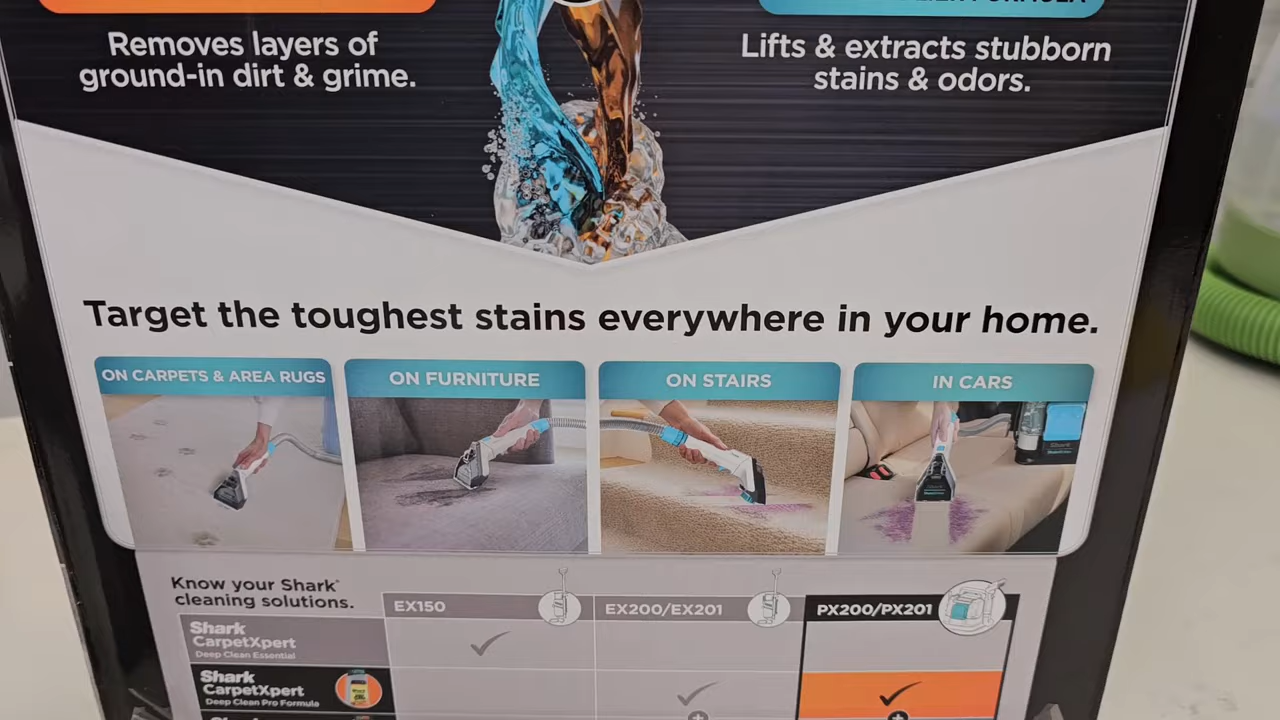 FORMULA
Removes layers of
ground-in dirt & grime.
Lifts & extracts stubborn
stains & odors.
Target the toughest stains everywhere in your home.
ON CARPETS & AREA RUGS
ON FURNITURE
ON STAIRS
IN CARS
Know your Shark®
cleaning solutions.
EX150
EX200/EX201
PX200/PX201
Shark
CarpetXpert
Deep Clean Essential
Shark
CarpetXpert
Deep Clean Pro Formula